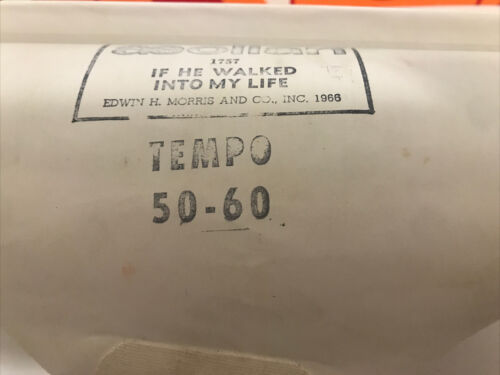 1757
IF HE WALKED
INTO MY LIFE
EDWIN H. MORRIS AND CO., INC. 1966
TEMPO
50-60